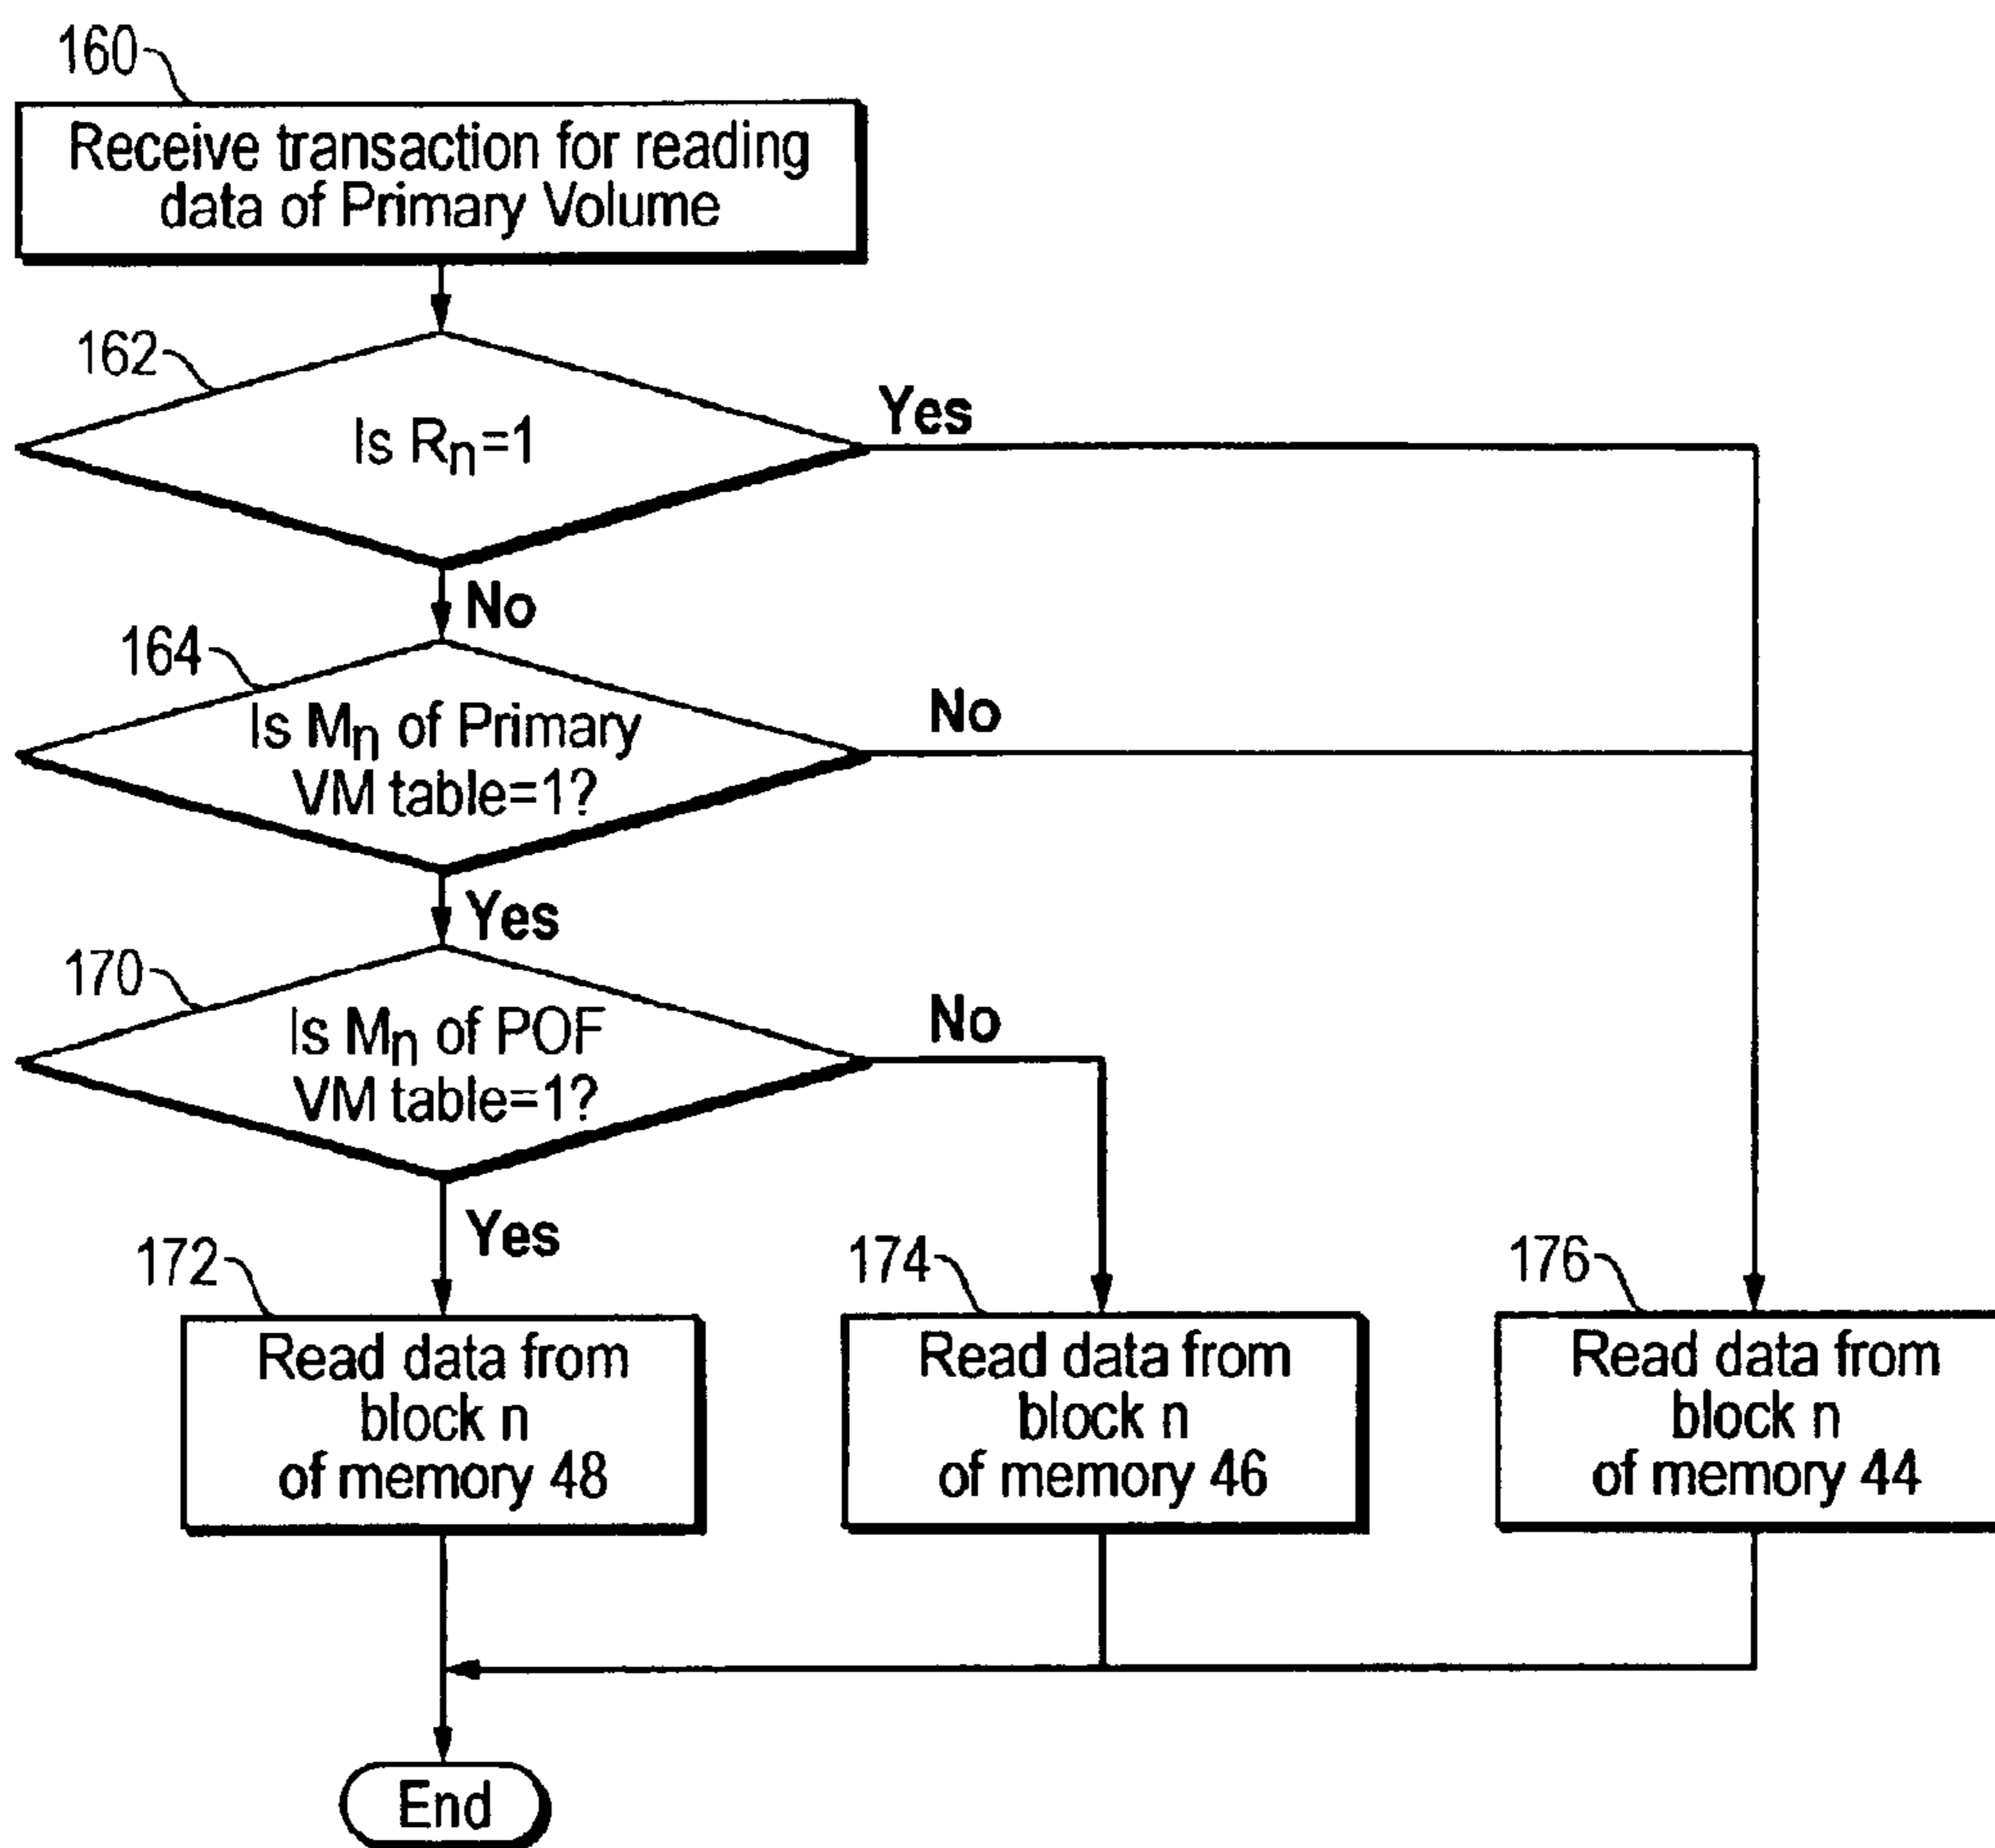 160
Receive transaction for reading
data of Primary Volume
162
Is Rn=1
Yes
No
164
Is Mn of Primary
VM table=1?
No
Yes
170
Is Mn of POF
VM table=1?
No
Yes
172
Read data from
block n
of memory 48
174
Read data from
block n
of memory 46
176
Read data from
block n
of memory 44
End